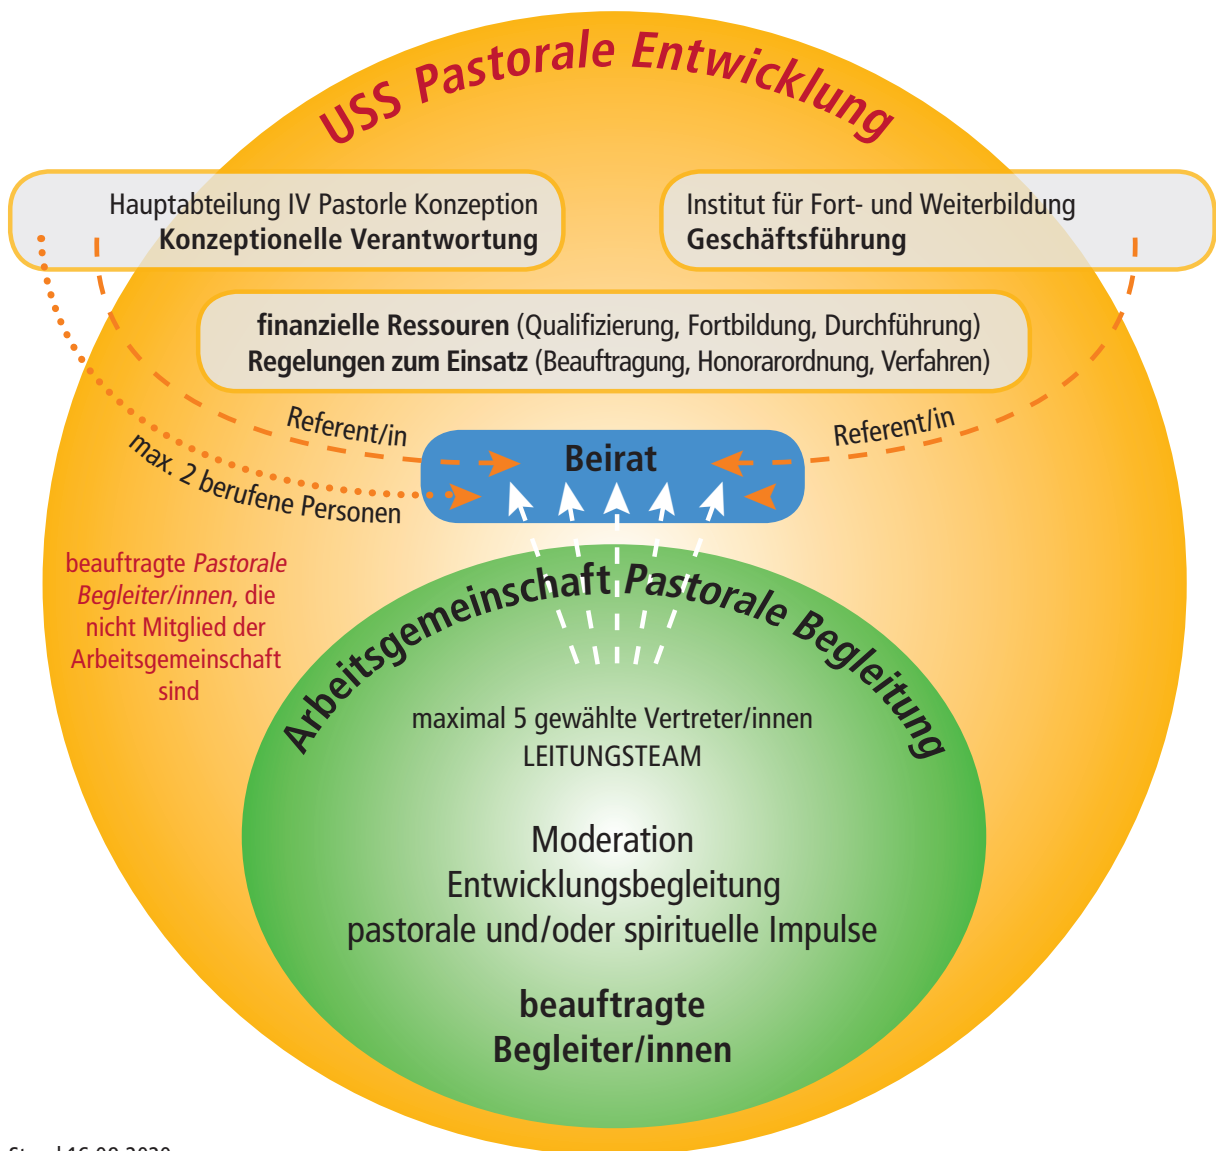 USS Pastorale Entwicklung
Hauptabteilung IV Pastorle Konzeption
Konzeptionelle Verantwortung
Institut für Fort- und Weiterbildung
Geschäftsführung
finanzielle Ressouren (Qualifizierung, Fortbildung, Durchführung)
Regelungen zum Einsatz (Beauftragung, Honorarordnung, Verfahren)
Referent/in
Referent/in
max. 2 berufene Personen
Beirat
beauftragte Pastorale
Begleiter/innen, die
nicht Mitglied der
Arbeitsgemeinschaft
sind
Arbeitsgemeinschaft Pastorale Begleitung
maximal 5 gewählte Vertreter/innen
LEITUNGSTEAM
Moderation
Entwicklungsbegleitung
pastorale und/oder spirituelle Impulse
beauftragte
Begleiter/innen